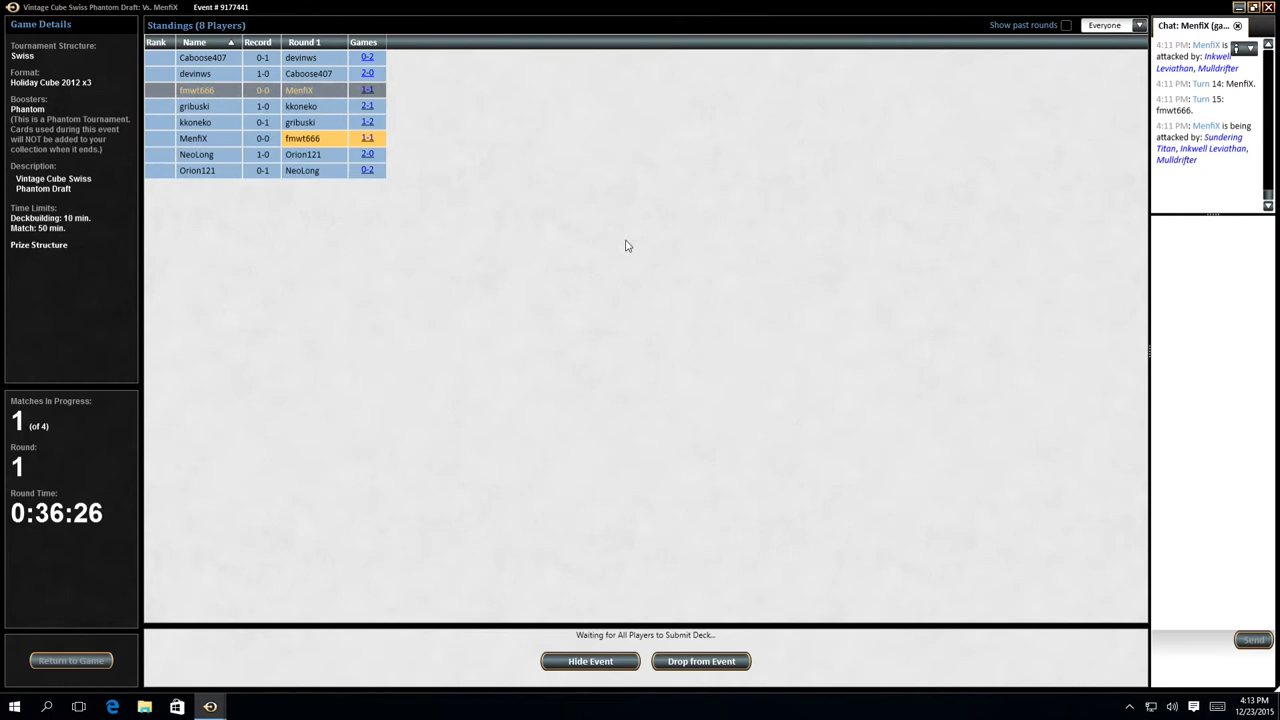 Vintage Cube Swiss Phantom Draft: Vs. MenfiX Event # 9177441
Game Details
Tournament Structure:
Swiss
Format:
Holiday Cube 2012 x3
Boosters:
Phantom
(This is a Phantom Tournament.
Cards used during this event
will NOT be added to your
collection when it ends.)
Description:
Vintage Cube Swiss
Phantom Draft
Time Limits:
Deckbuilding: 10 min.
Match: 50 min.
Prize Structure
Matches in Progress:
1 (of 4)
Round:
1
Round Time:
0:36:26
Return to Game
Standings (8 Players)
Show past rounds
Everyone
Rank Name Record Round 1 Games
Caboose407 0-1 devinws 0-2
devinws 1-0 Caboose407 2-0
fmwt666 0-0 MenfiX 1-1
gribuski 1-0 kkoneko 2-1
kkoneko 0-1 gribuski 1-2
MenfiX 0-0 fmwt666 1-1
NeoLong 1-0 Orion121 2-0
Orion121 0-1 NeoLong 0-2
Waiting for All Players to Submit Deck...
Hide Event Drop from Event
Chat: MenfiX (ga...
4:11 PM: MenfiX is
attacked by: Inkwell
Leviathan, Mulldrifter
4:11 PM: Turn 14: MenfiX.
4:11 PM: Turn 15:
fmwt666.
4:11 PM: MenfiX is being
attacked by: Sundering
Titan, Inkwell Leviathan,
Mulldrifter
Send
4:13 PM
12/23/2015